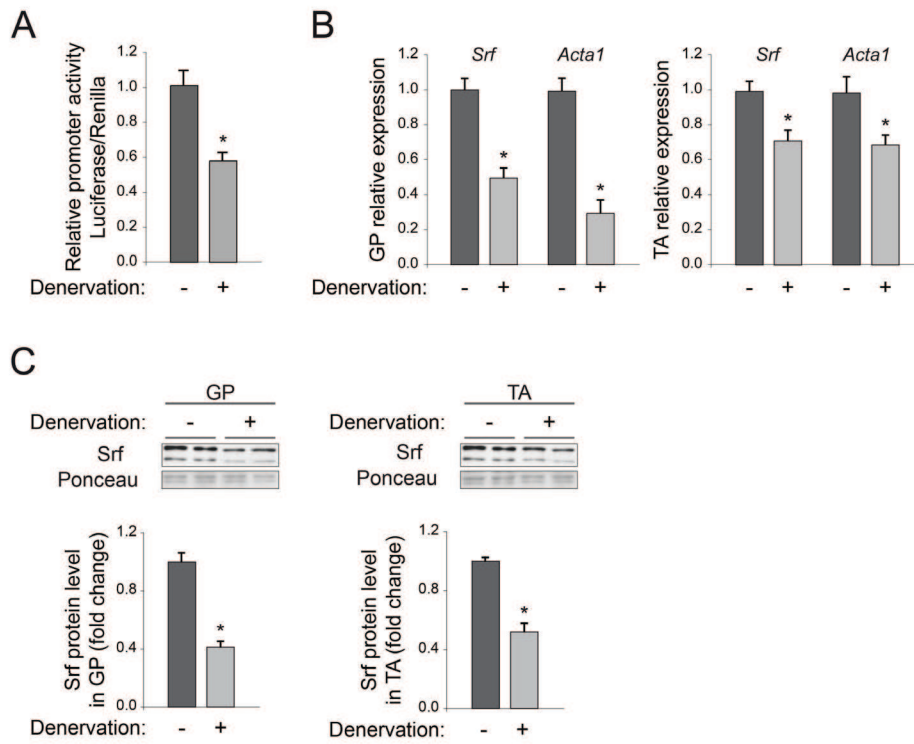 A
Relative promoter activity
Luciferase/Renilla
1.2
1.0
0.8
0.6
0.4
0.2
0.0
*
Denervation: - +
B
GP relative expression
1.2
1.0
0.8
0.6
0.4
0.2
0.0
Srf Acta1
*
*
Denervation: - + - +
TA relative expression
1.2
1.0
0.8
0.6
0.4
0.2
0.0
Srf Acta1
* *
- + - +
C
GP
Denervation: - +
Srf
Ponceau
Srf protein level
in GP (fold change)
1.2
0.8
0.4
0.0
*
Denervation: - +
TA
Denervation: - +
Srf
Ponceau
Srf protein level
in TA (fold change)
1.2
0.8
0.4
0.0
*
Denervation: - +